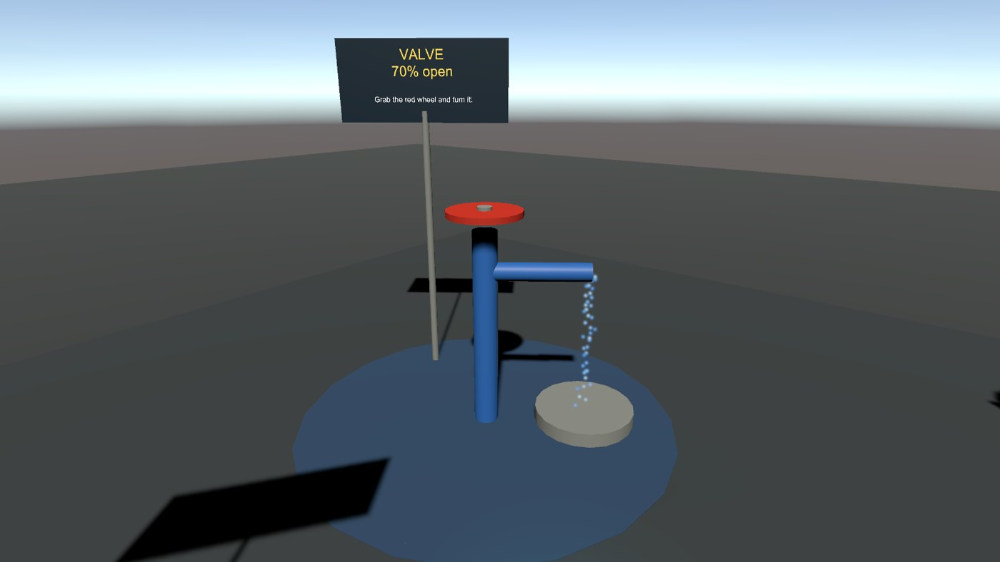 VALVE
70% open
Grab the red wheel and turn it.